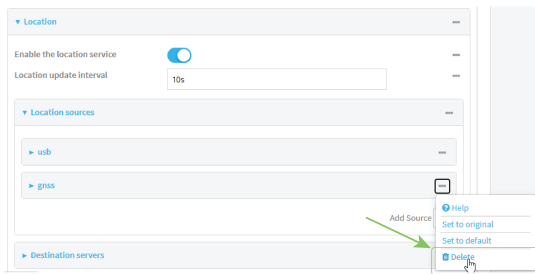 Location
Enable the location service
Location update interval
10s
Location sources
usb
gnss
Add Source
Help
Set to original
Set to default
Delete
Destination servers